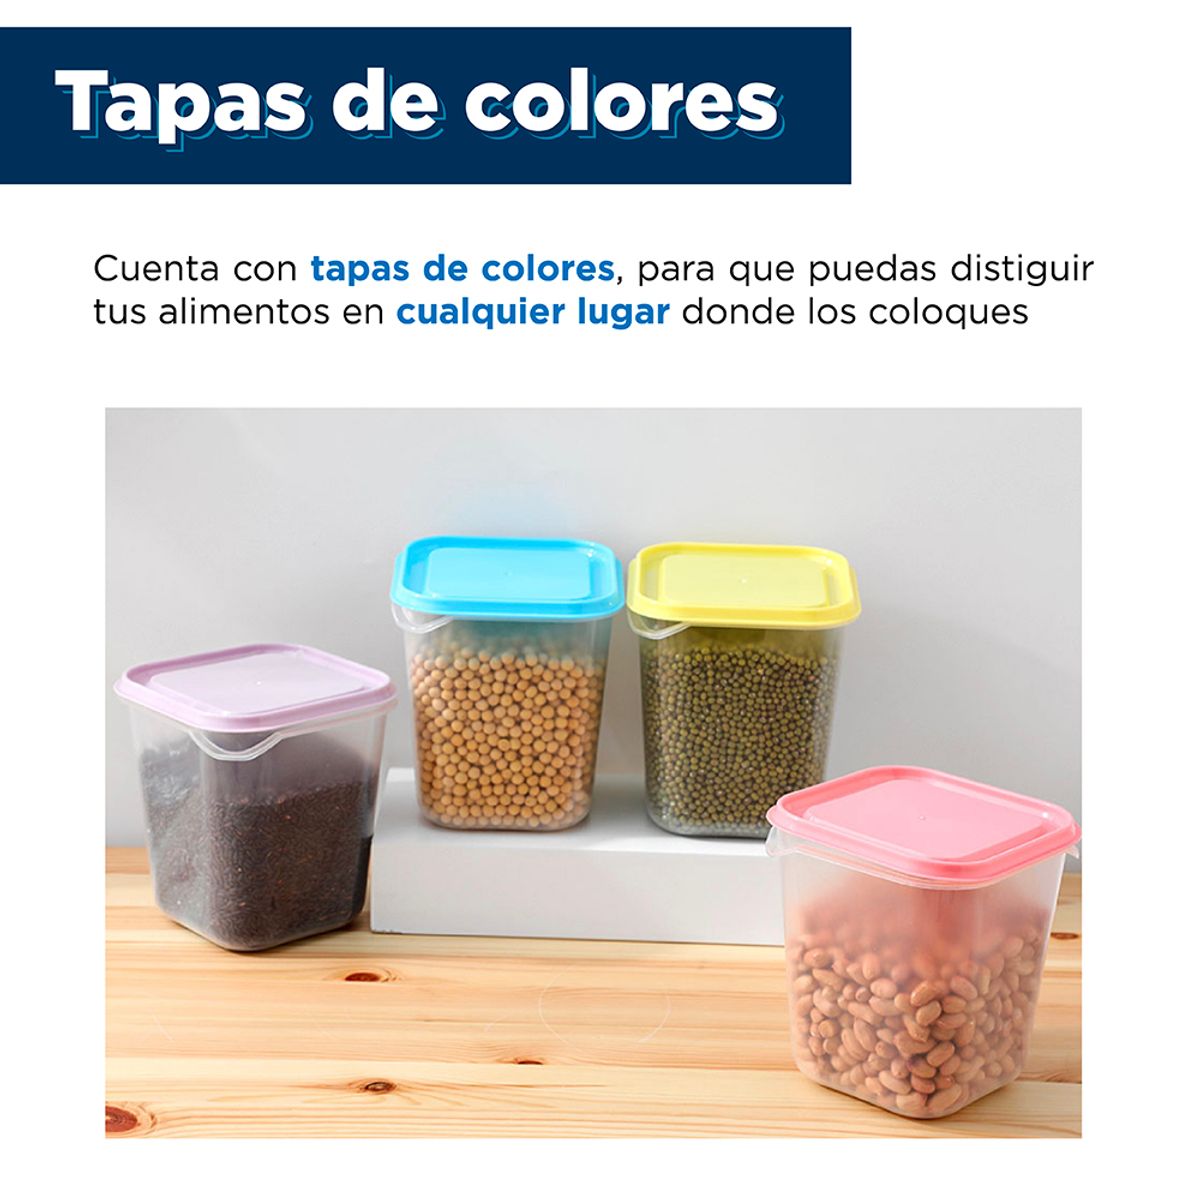 Tapas de colores
Cuenta con tapas de colores, para que puedas distiguir
tus alimentos en cualquier lugar donde los coloques